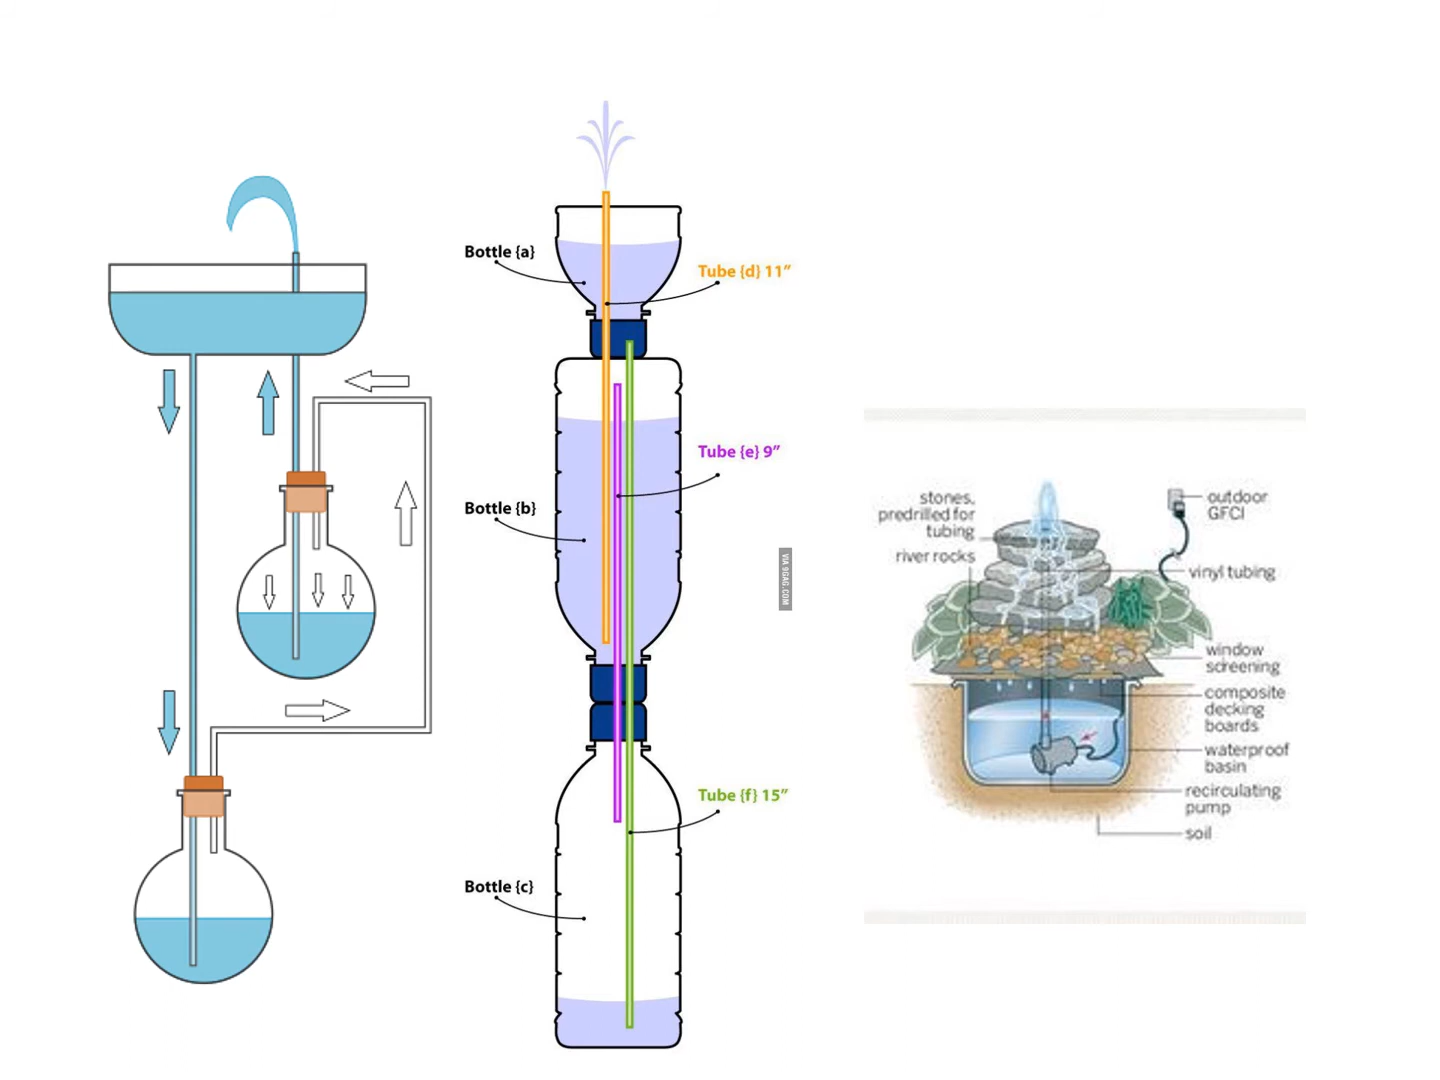 Bottle {a}
Tube {d} 11”
Tube {e} 9”
Bottle {b}
VIA 9GAG.COM
Tube {f} 15”
Bottle {c}
stones,
predrilled for
tubing
river rocks
outdoor
GFCI
vinyl tubing
window
screening
composite
decking
boards
waterproof
basin
recirculating
pump
soil